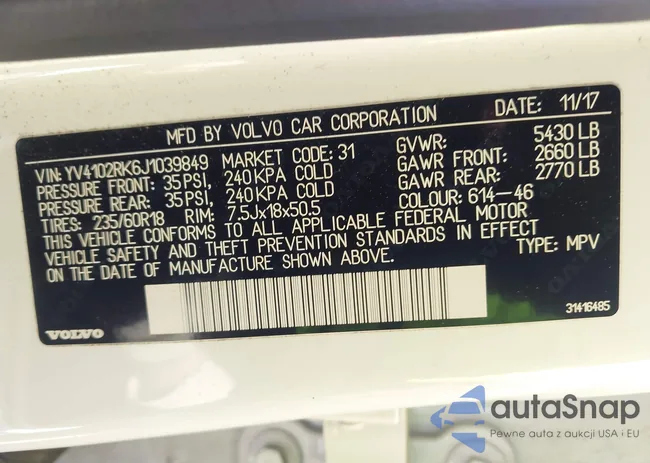 MFD BY VOLVO CAR CORPORATION DATE: 11/17
VIN: YV4102RK6J1039849 MARKET CODE: 31 GVWR: 5430 LB
PRESSURE FRONT: 35PSI, 240KPA COLD GAWR FRONT: 2660 LB
PRESSURE REAR: 35PSI, 240KPA COLD GAWR REAR: 2770 LB
TIRES: 235/60R18 RIM: 7.5Jx18x50.5 COLOUR: 614-46
THIS VEHICLE CONFORMS TO ALL APPLICABLE FEDERAL MOTOR
VEHICLE SAFETY AND THEFT PREVENTION STANDARDS IN EFFECT
ON THE DATE OF MANUFACTURE SHOWN ABOVE. TYPE: MPV
VOLVO 31416485
autaSnap
Pewne auta z aukcji USA i EU